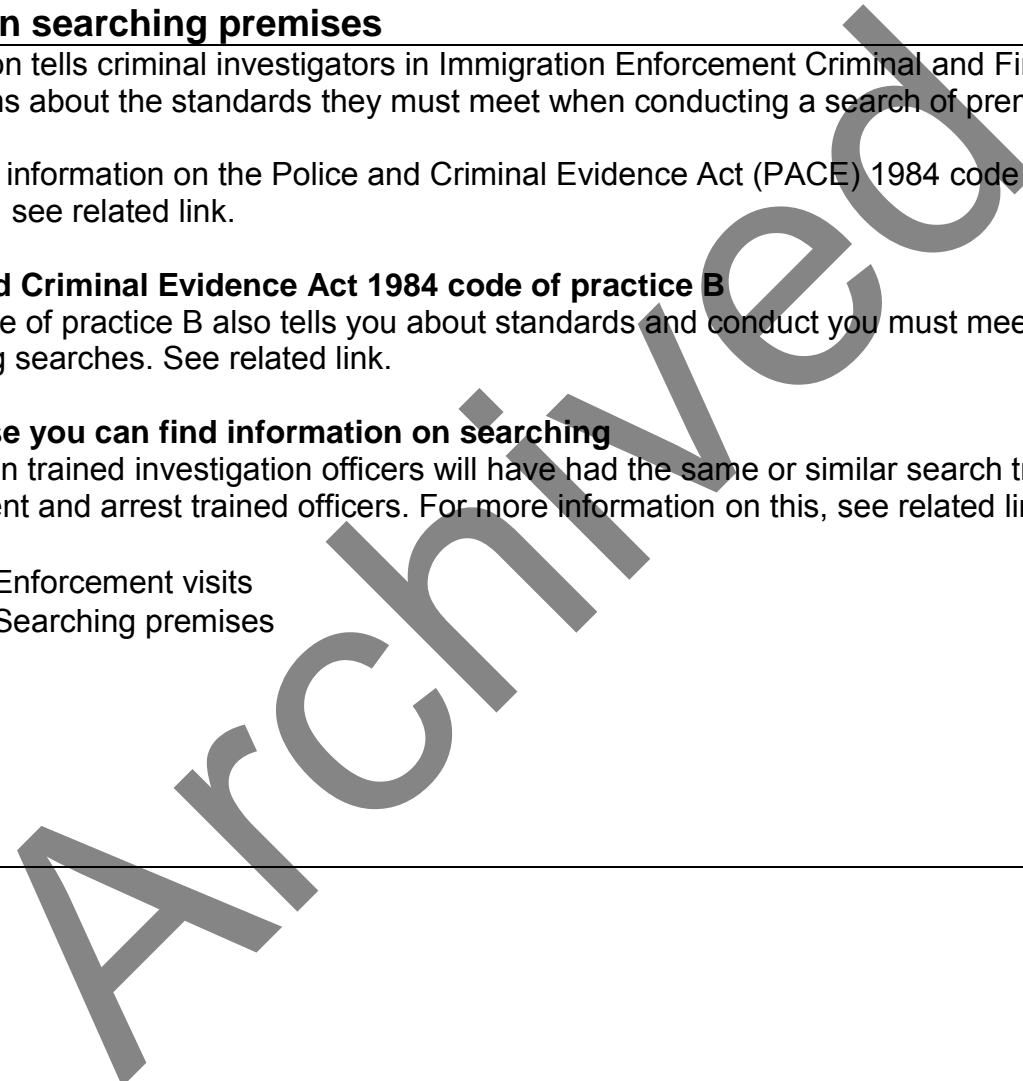 n searching premises
on tells criminal investigators in Immigration Enforcement Criminal and Fi
ns about the standards they must meet when conducting a search of pre
information on the Police and Criminal Evidence Act (PACE) 1984 code
see related link.
d Criminal Evidence Act 1984 code of practice B
e of practice B also tells you about standards and conduct you must mee
g searches. See related link.
se you can find information on searching
n trained investigation officers will have had the same or similar search t
ent and arrest trained officers. For more information on this, see related li
Enforcement visits
Searching premises
Archived